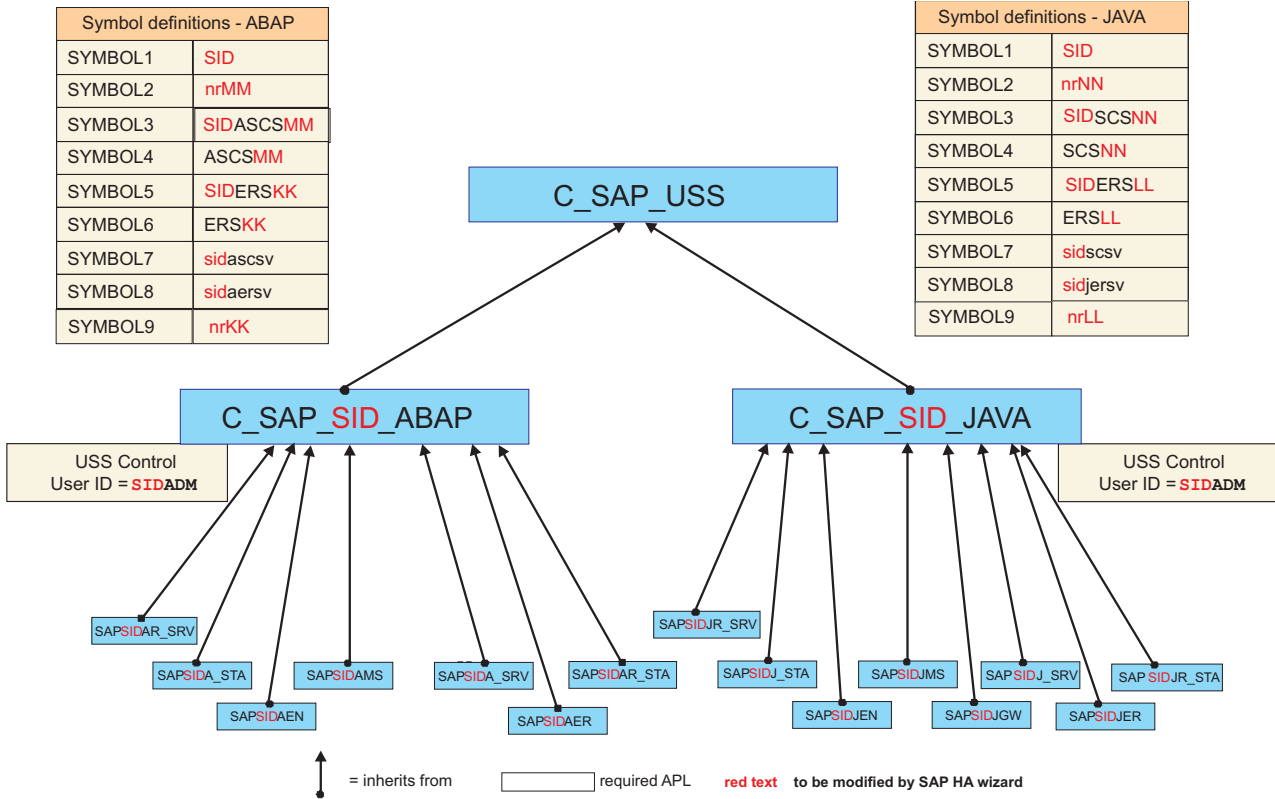 Symbol definitions - ABAP
SYMBOL1 SID
SYMBOL2 nrMM
SYMBOL3 SIDASCSMM
SYMBOL4 ASCSMM
SYMBOL5 SIDERSKK
SYMBOL6 ERSKK
SYMBOL7 sidascsv
SYMBOL8 sidaersv
SYMBOL9 nrKK
Symbol definitions - JAVA
SYMBOL1 SID
SYMBOL2 nrNN
SYMBOL3 SIDSCSNN
SYMBOL4 SCSNN
SYMBOL5 SIDERSLL
SYMBOL6 ERSLL
SYMBOL7 sidscsv
SYMBOL8 sidjersv
SYMBOL9 nrLL
C_SAP_USS
C_SAP_SID_ABAP
C_SAP_SID_JAVA
USS Control
User ID = SIDADM
USS Control
User ID = SIDADM
SAPSIDAR_SRV
SAPSIDA_STA
SAPSIDAEN
SAPSIDAMS
SAPSIDA_SRV
SAPSIDAER
SAPSIDAR_STA
SAPSIDJR_SRV
SAPSIDJ_STA
SAPSIDJEN
SAPSIDJMS
SAPSIDJGW
SAPSIDJ_SRV
SAPSIDJER
SAP SIDJR_STA
= inherits from
required APL
red text to be modified by SAP HA wizard